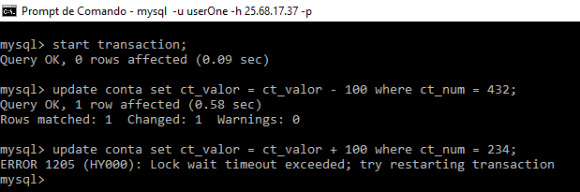 Prompt de Comando - mysql -u userOne -h 25.68.17.37 -p
mysql> start transaction;
Query OK, 0 rows affected (0.09 sec)
mysql> update conta set ct_valor = ct_valor - 100 where ct_num = 432;
Query OK, 1 row affected (0.58 sec)
Rows matched: 1  Changed: 1  Warnings: 0
mysql> update conta set ct_valor = ct_valor + 100 where ct_num = 234;
ERROR 1205 (HY000): Lock wait timeout exceeded; try restarting transaction
mysql>